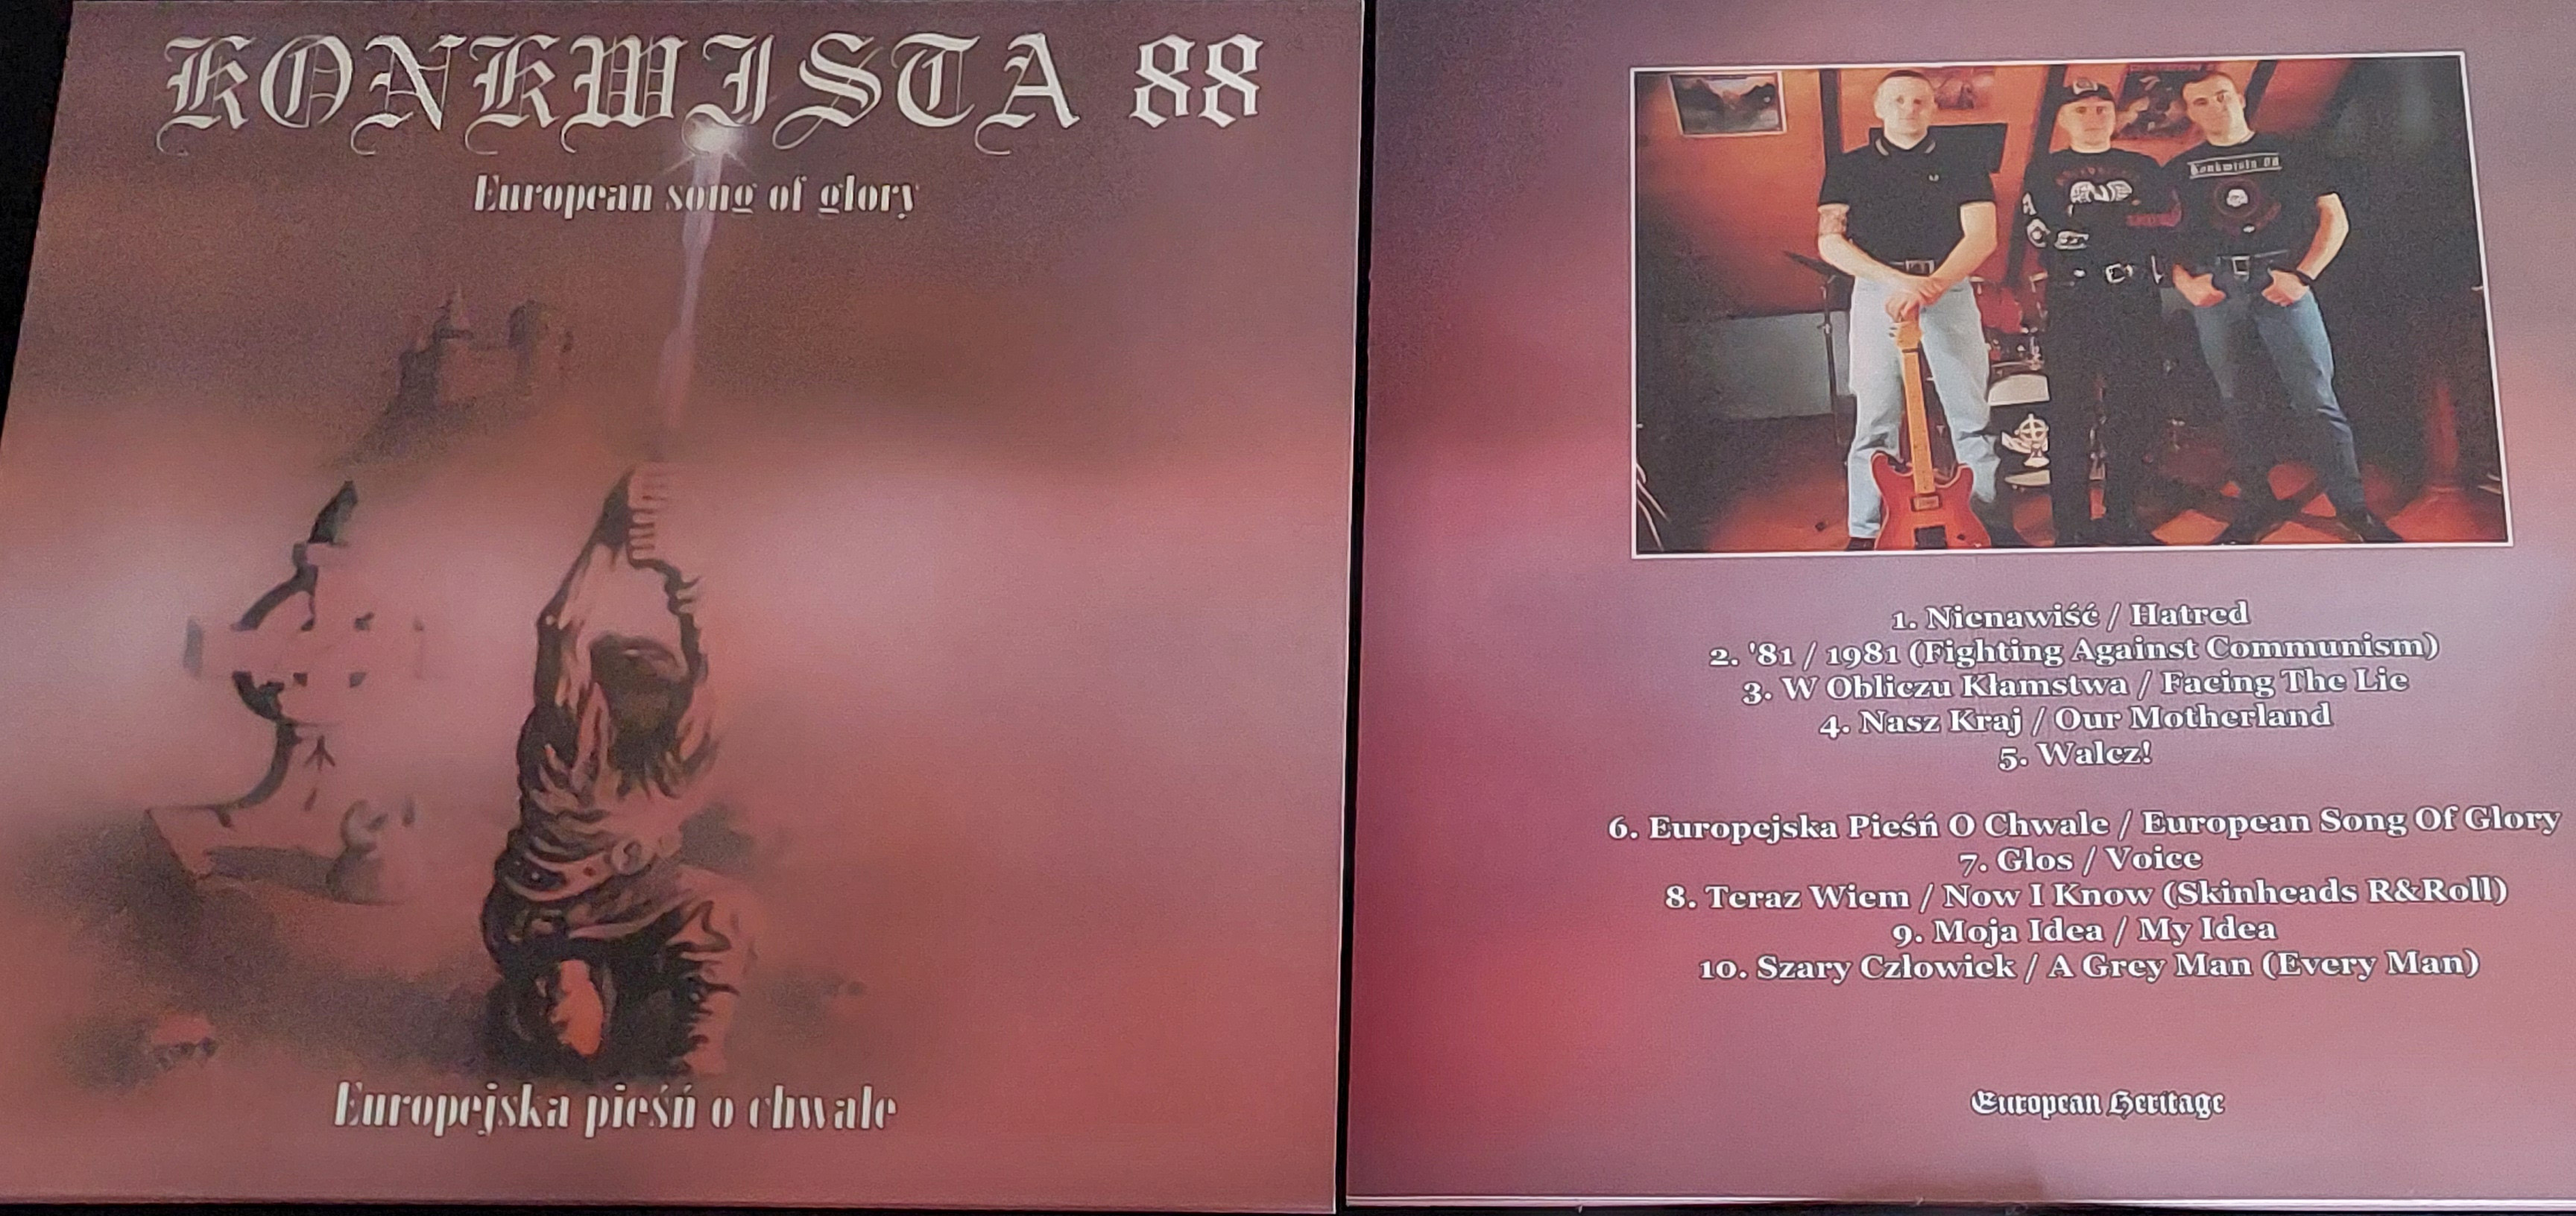 KONKWISTA 88
European song of glory
Europejska pieśń o chwale
Konkwista 88
1. Nienawiść / Hatred
2. '81 / 1981 (Fighting Against Communism)
3. W Obliczu Kłamstwa / Facing The Lie
4. Nasz Kraj / Our Motherland
5. Walcz!
6. Europejska Pieśń O Chwale / European Song Of Glory
7. Głos / Voice
8. Teraz Wiem / Now I Know (Skinheads R&Roll)
9. Moja Idea / My Idea
10. Szary Człowiek / A Grey Man (Every Man)
European Heritage